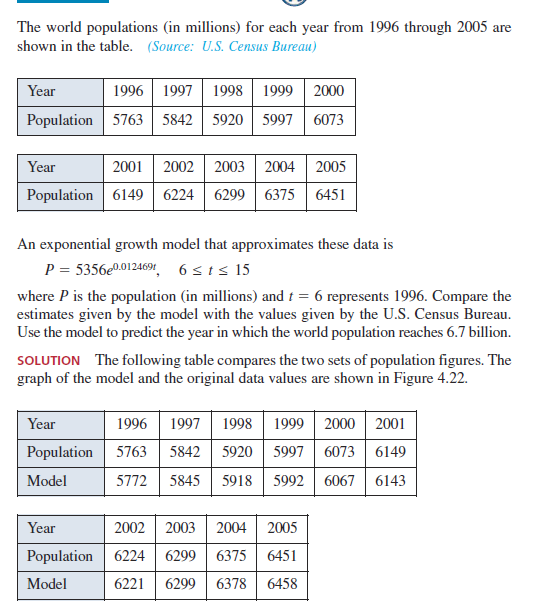 The world populations (in millions) for each year from 1996 through 2005 are
shown in the table. (Source: U.S. Census Bureau)
Year 1996 1997 1998 1999 2000
Population 5763 5842 5920 5997 6073
Year 2001 2002 2003 2004 2005
Population 6149 6224 6299 6375 6451
An exponential growth model that approximates these data is
P = 5356e^0.012469t, 6 ≤ t ≤ 15
where P is the population (in millions) and t = 6 represents 1996. Compare the
estimates given by the model with the values given by the U.S. Census Bureau.
Use the model to predict the year in which the world population reaches 6.7 billion.
SOLUTION The following table compares the two sets of population figures. The
graph of the model and the original data values are shown in Figure 4.22.
Year 1996 1997 1998 1999 2000 2001
Population 5763 5842 5920 5997 6073 6149
Model 5772 5845 5918 5992 6067 6143
Year 2002 2003 2004 2005
Population 6224 6299 6375 6451
Model 6221 6299 6378 6458